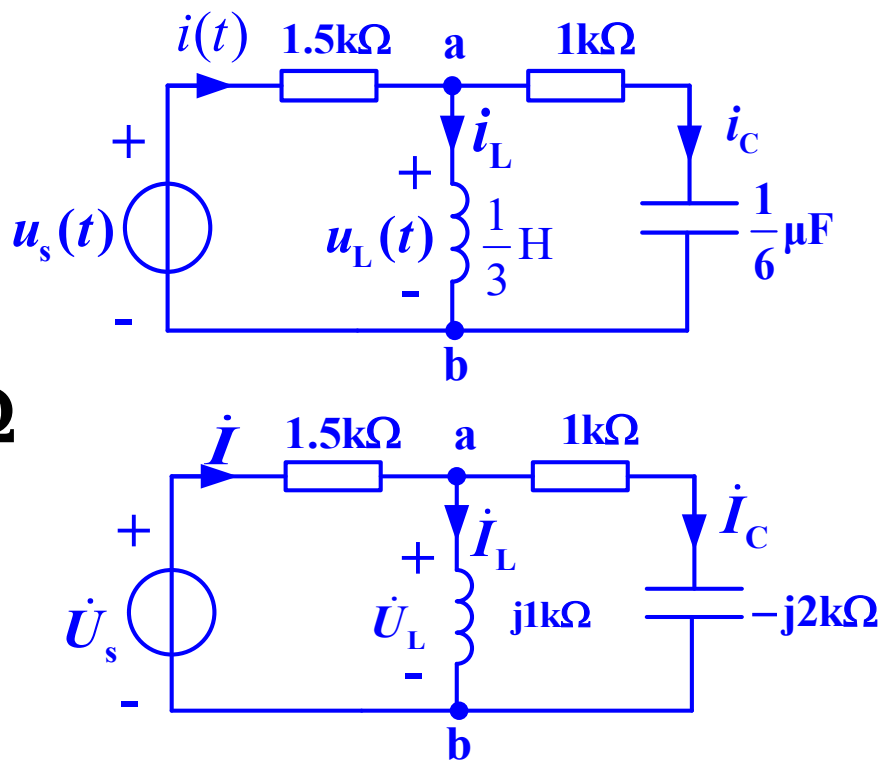 i(t) 1.5kΩ a 1kΩ
+ i_L i_C
u_s(t) + u_L(t) - 1/3 H 1/6 μF
-
b
Ω
İ 1.5kΩ a 1kΩ
+ İ_L İ_C
U̇_s + U̇_L - j1kΩ −j2kΩ
-
b